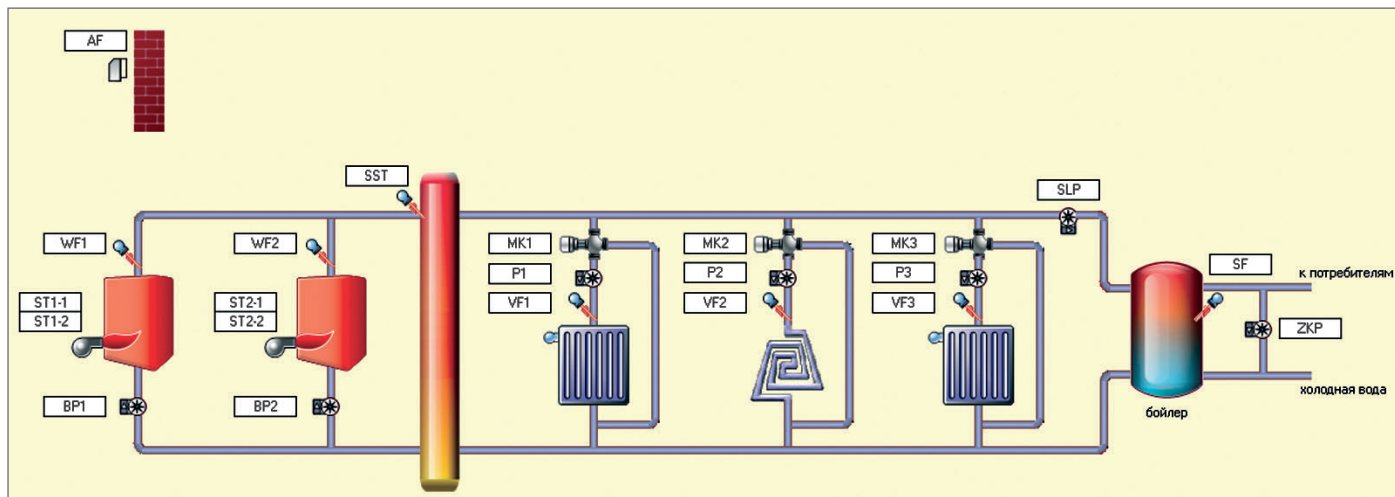 AF
SST
SLP
WF1
WF2
MK1
MK2
MK3
P1
P2
P3
SF
к потребителям
ST1-1
ST1-2
ST2-1
ST2-2
VF1
VF2
VF3
ZKP
BP1
BP2
холодная вода
бойлер